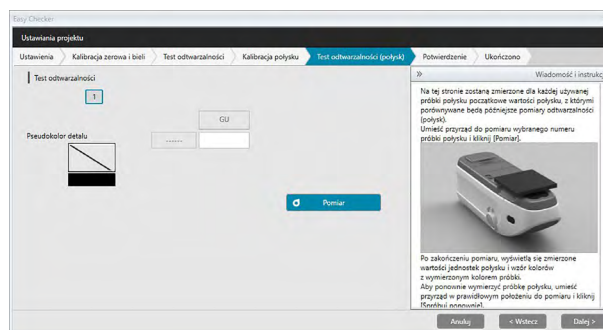 Easy Checker
Ustawiania projektu
Ustawienia
Kalibracja zerowa i bieli
Test odtwarzalności
Kalibracja połysku
Test odtwarzalności (połysk)
Potwierdzenie
Ukończono
Test odtwarzalności
1
GU
Pseudokolor detalu
------
Pomiar
» Wiadomość i instrukcj
Na tej stronie zostaną zmierzone dla każdej używanej
próbki połysku początkowe wartości połysku, z którymi
porównywane będą późniejsze pomiary odtwarzalności
(połysk).
Umieść przyrząd do pomiaru wybranego numeru
próbki połysku i kliknij [Pomiar].
Po zakończeniu pomiaru, wyświetlą się zmierzone
wartości jednostek połysku i wzór kolorów
z wymierzonym kolorem próbki.
Aby ponownie wymierzyć próbkę połysku, umieść
przyrząd w prawidłowym położeniu do pomiaru i kliknij
[Spróbuj ponownie].
Anukuj
< Wstecz
Dalej >